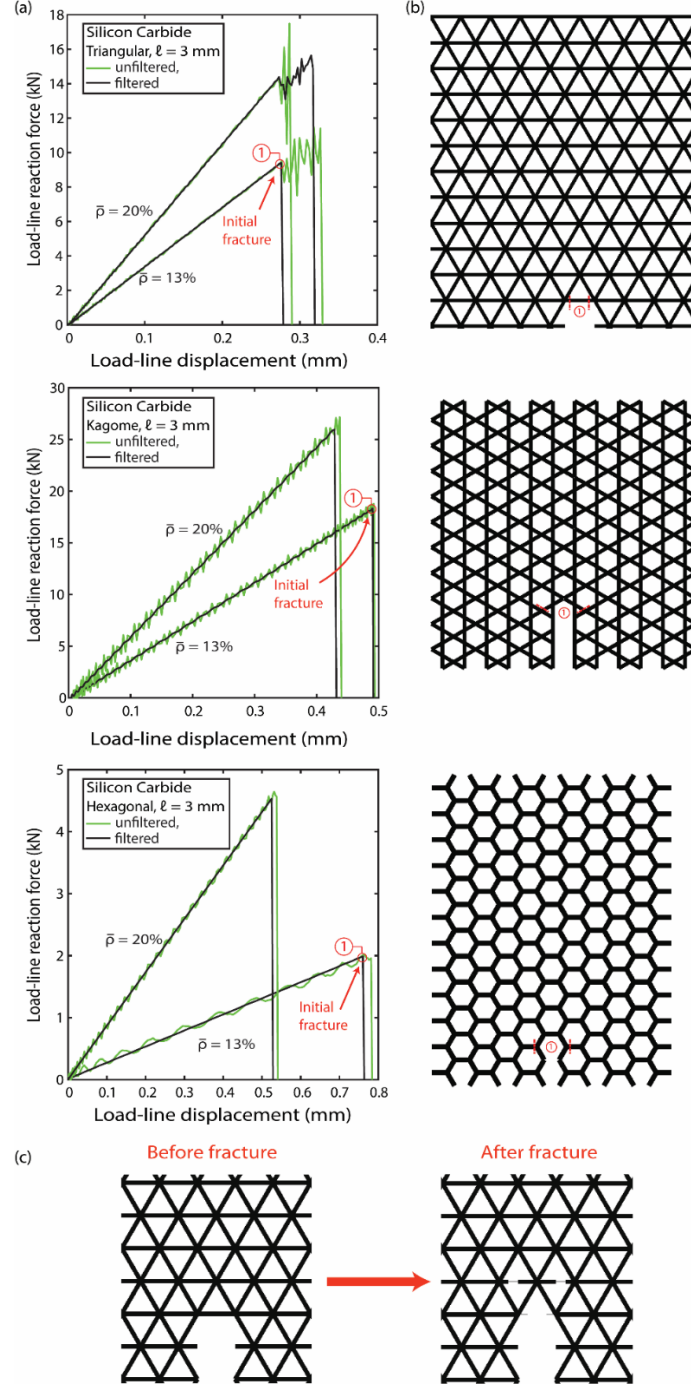 (a)
(b)
18
16
14
12
10
8
6
4
2
0
Load-line reaction force (kN)
Silicon Carbide
Triangular, ℓ = 3 mm
unfiltered,
filtered
1
Initial
fracture
ρ̄ = 20%
ρ̄ = 13%
0
0.1
0.2
0.3
0.4
Load-line displacement (mm)
1
30
25
20
15
10
5
0
Load-line reaction force (kN)
Silicon Carbide
Kagome, ℓ = 3 mm
unfiltered,
filtered
1
ρ̄ = 20%
Initial
fracture
ρ̄ = 13%
0
0.1
0.2
0.3
0.4
0.5
Load-line displacement (mm)
1
5
4
3
2
1
0
Load-line reaction force (kN)
Silicon Carbide
Hexagonal, ℓ = 3 mm
unfiltered,
filtered
ρ̄ = 20%
1
Initial
fracture
ρ̄ = 13%
0
0.1
0.2
0.3
0.4
0.5
0.6
0.7
0.8
Load-line displacement (mm)
1
(c)
Before fracture
After fracture